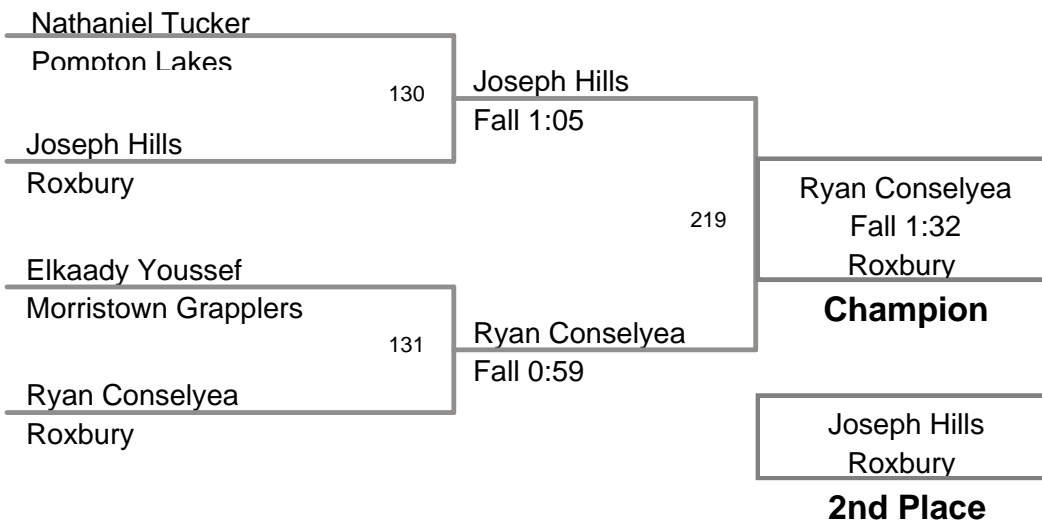 Nathaniel Tucker
Pompton Lakes
130
Joseph Hills
Roxbury
Joseph Hills
Fall 1:05
Elkaady Youssef
Morristown Grapplers
131
Ryan Conselyea
Roxbury
Ryan Conselyea
Fall 0:59
219
Ryan Conselyea
Fall 1:32
Roxbury
Champion
Joseph Hills
Roxbury
2nd Place